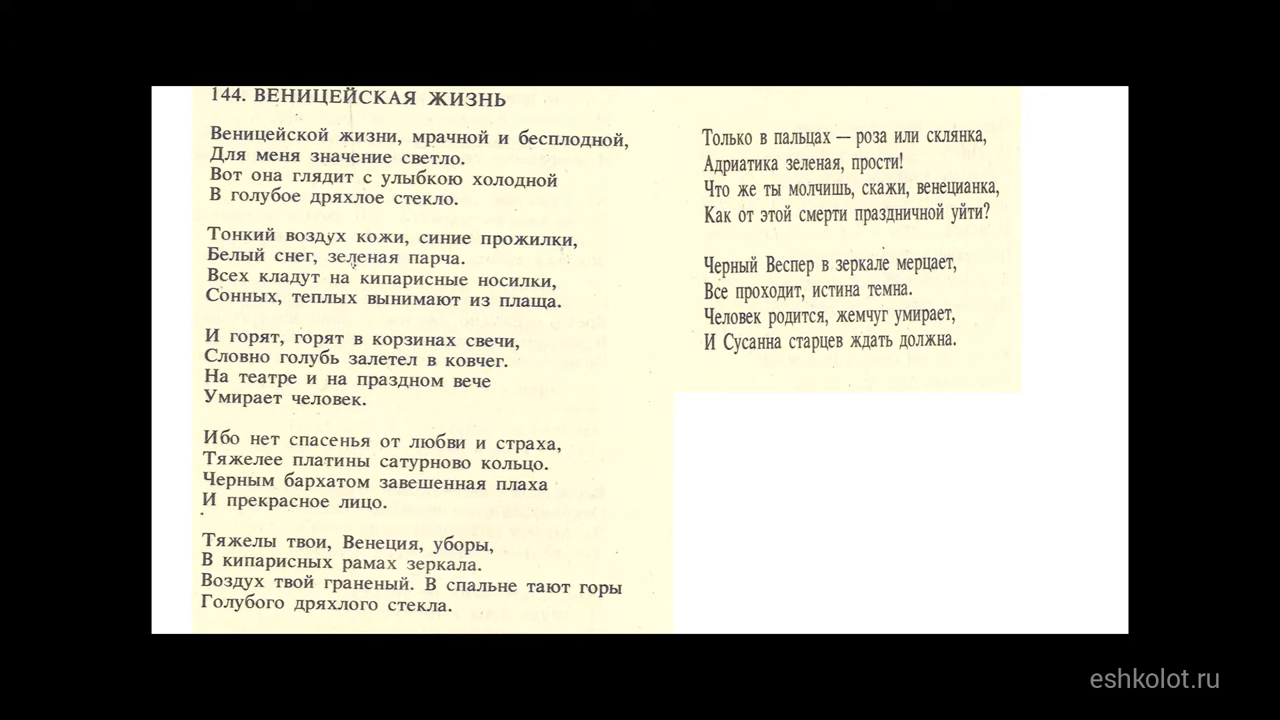 144. ВЕНИЦЕЙСКАЯ ЖИЗНЬ
Веницейской жизни, мрачной и бесплодной,
Для меня значение светло.
Вот она глядит с улыбкою холодной
В голубое дряхлое стекло.
Тонкий воздух кожи, синие прожилки,
Белый снег, зеленая парча.
Всех кладут на кипарисные носилки,
Сонных, теплых вынимают из плаща.
И горят, горят в корзинах свечи,
Словно голубь залетел в ковчег.
На театре и на праздном вече
Умирает человек.
Ибо нет спасенья от любви и страха,
Тяжелее платины сатурново кольцо.
Черным бархатом завешенная плаха
И прекрасное лицо.
Тяжелы твои, Венеция, уборы,
В кипарисных рамах зеркала.
Воздух твой граненый. В спальне тают горы
Голубого дряхлого стекла.
Только в пальцах — роза или склянка,
Адриатика зеленая, прости!
Что же ты молчишь, скажи, венецианка,
Как от этой смерти праздничной уйти?
Черный Веспер в зеркале мерцает,
Все проходит, истина темна.
Человек родится, жемчуг умирает,
И Сусанна старцев ждать должна.
eshkolot.ru